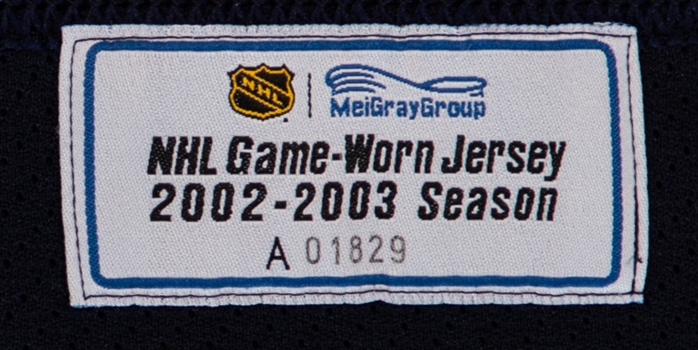 NHL
MeiGrayGroup
NHL Game-Worn Jersey
2002-2003 Season
A 01829